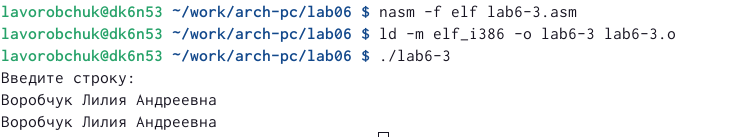 lavorobchuk@dk6n53 ~/work/arch-pc/lab06 $ nasm -f elf lab6-3.asm
lavorobchuk@dk6n53 ~/work/arch-pc/lab06 $ ld -m elf_i386 -o lab6-3 lab6-3.o
lavorobchuk@dk6n53 ~/work/arch-pc/lab06 $ ./lab6-3
Введите строку:
Воробчук Лилия Андреевна
Воробчук Лилия Андреевна